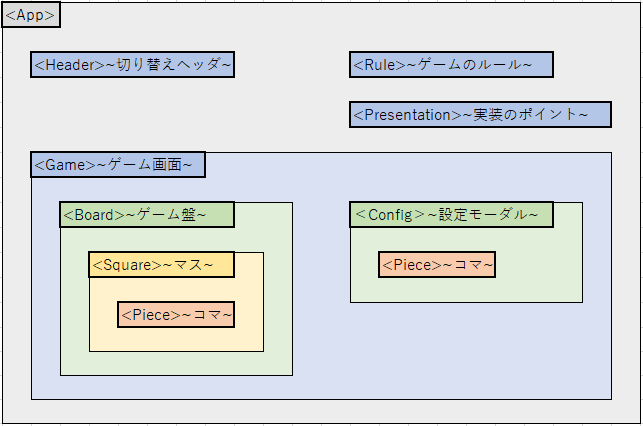 <App>
<Header>~切り替えヘッダ~
<Rule>~ゲームのルール~
<Presentation>~実装のポイント~
<Game>~ゲーム画面~
<Board>~ゲーム盤~
<Config>~設定モーダル~
<Square>~マス~
<Piece>~コマ~
<Piece>~コマ~